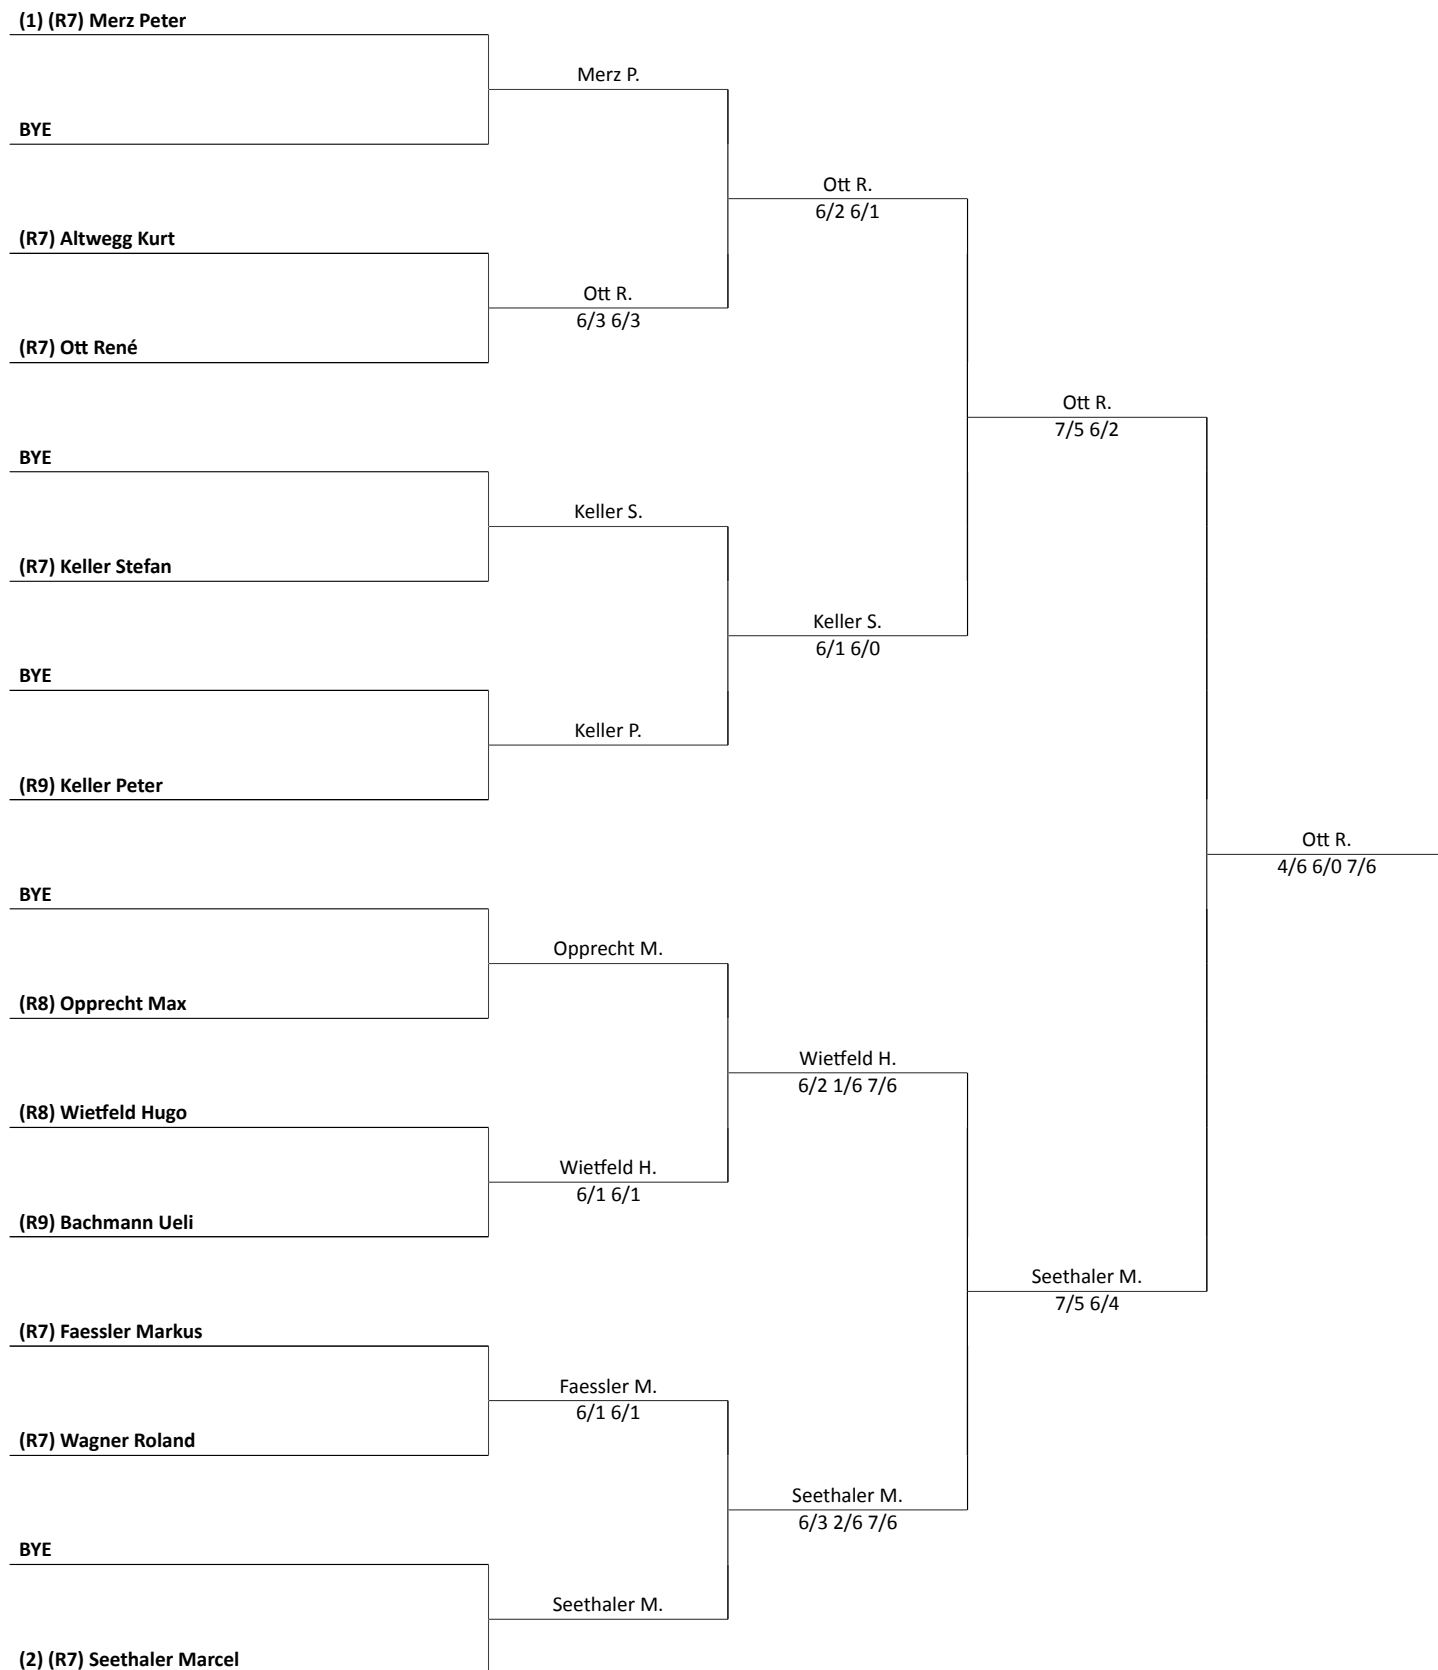 (1) (R7) Merz Peter
Merz P.
BYE
Ott R.
6/2 6/1
(R7) Altwegg Kurt
Ott R.
6/3 6/3
(R7) Ott René
Ott R.
7/5 6/2
BYE
Keller S.
(R7) Keller Stefan
Keller S.
6/1 6/0
BYE
Keller P.
(R9) Keller Peter
Ott R.
4/6 6/0 7/6
BYE
Opprecht M.
(R8) Opprecht Max
Wietfeld H.
6/2 1/6 7/6
(R8) Wietfeld Hugo
Wietfeld H.
6/1 6/1
(R9) Bachmann Ueli
Seethaler M.
7/5 6/4
(R7) Faessler Markus
Faessler M.
6/1 6/1
(R7) Wagner Roland
Seethaler M.
6/3 2/6 7/6
BYE
Seethaler M.
(2) (R7) Seethaler Marcel